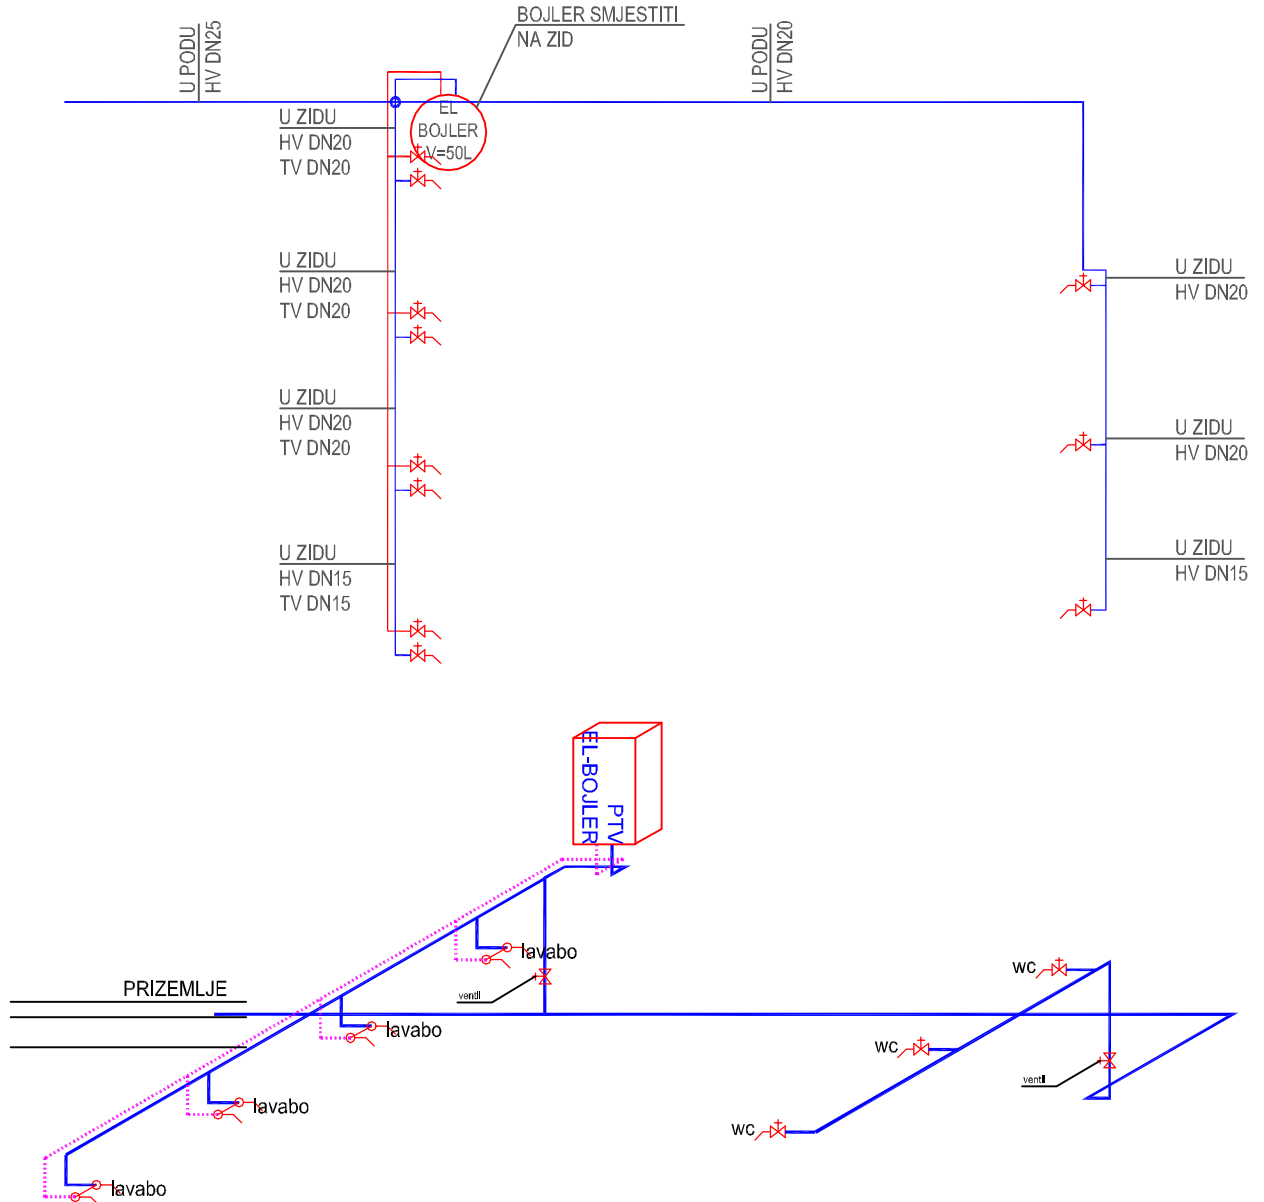 BOJLER SMJESTITI
NA ZID
U PODU
HV DN25
U PODU
HV DN20
EL
BOJLER
V=50L
U ZIDU
HV DN20
TV DN20
U ZIDU
HV DN20
TV DN20
U ZIDU
HV DN20
TV DN20
U ZIDU
HV DN15
TV DN15
U ZIDU
HV DN20
U ZIDU
HV DN20
U ZIDU
HV DN15
EL-BOJLER
PTV
lavabo
ventil
PRIZEMLJE
lavabo
lavabo
lavabo
wc
wc
ventil
wc